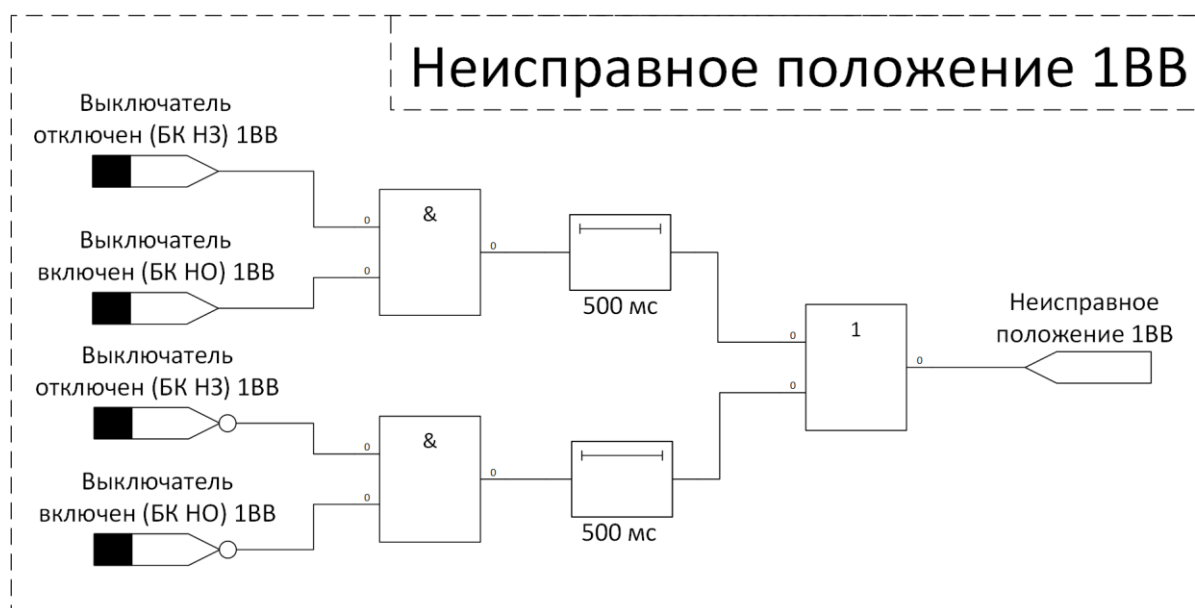 Неисправное положение 1ВВ
Выключатель
отключен (БК НЗ) 1ВВ
0
&
0
Выключатель
включен (БК НО) 1ВВ
0
500 мс
Выключатель
отключен (БК НЗ) 1ВВ
0
&
0
Выключатель
включен (БК НО) 1ВВ
0
500 мс
0
1
0
0
Неисправное
положение 1ВВ